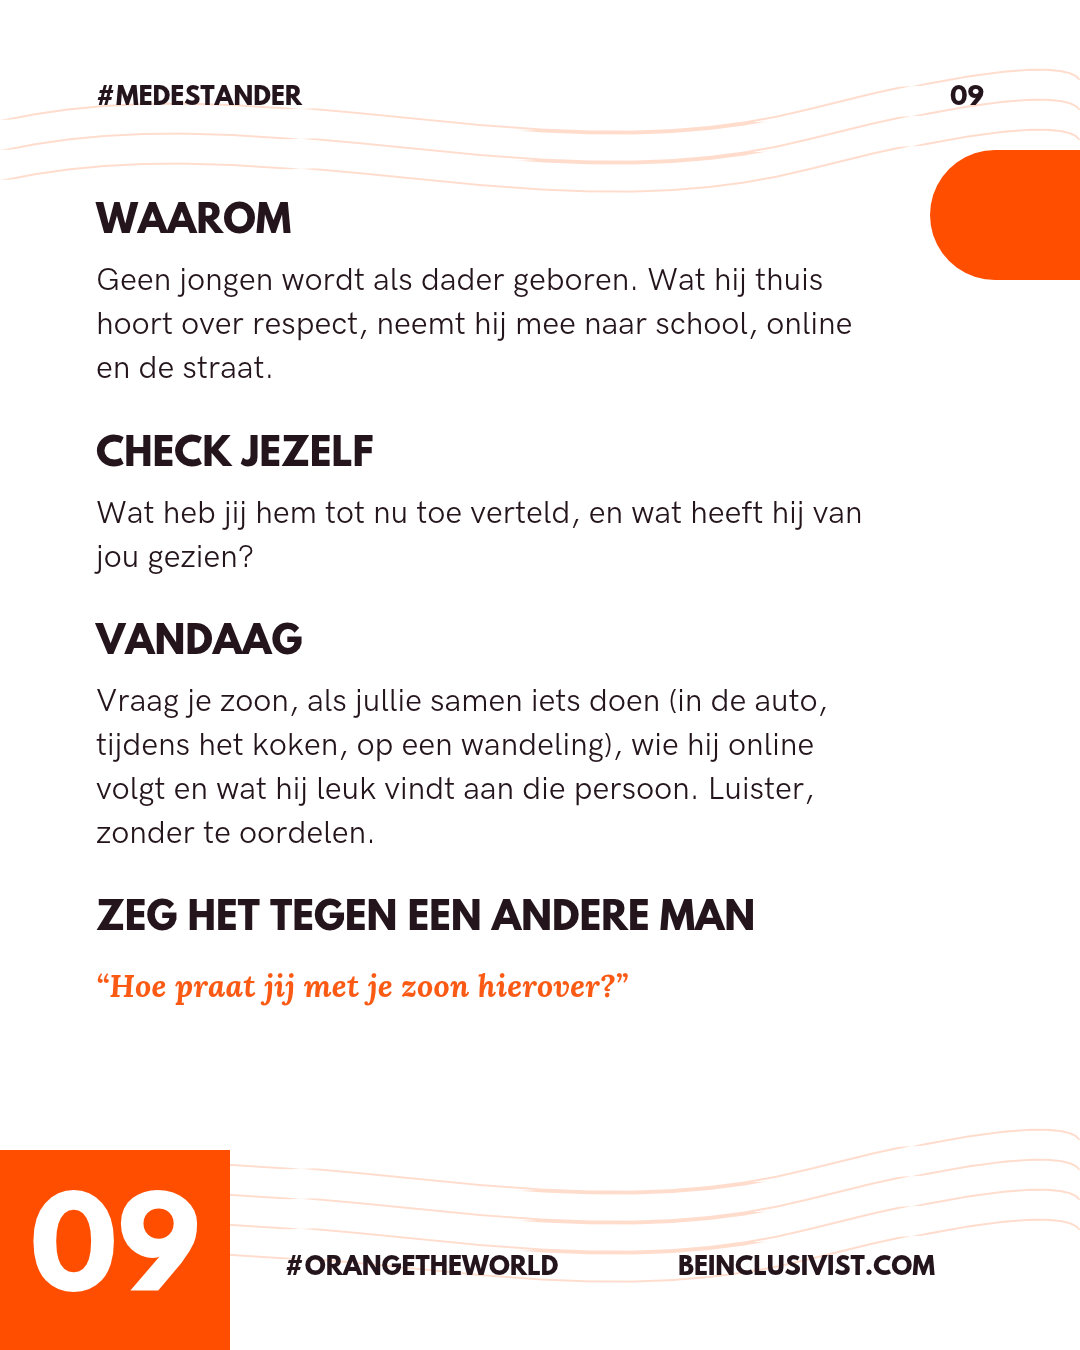 #MEDESTANDER
09
WAAROM
Geen jongen wordt als dader geboren. Wat hij thuis
hoort over respect, neemt hij mee naar school, online
en de straat.
CHECK JEZELF
Wat heb jij hem tot nu toe verteld, en wat heeft hij van
jou gezien?
VANDAAG
Vraag je zoon, als jullie samen iets doen (in de auto,
tijdens het koken, op een wandeling), wie hij online
volgt en wat hij leuk vindt aan die persoon. Luister,
zonder te oordelen.
ZEG HET TEGEN EEN ANDERE MAN
“Hoe praat jij met je zoon hierover?”
09
#ORANGETHEWORLD
BEINCLUSIVIST.COM